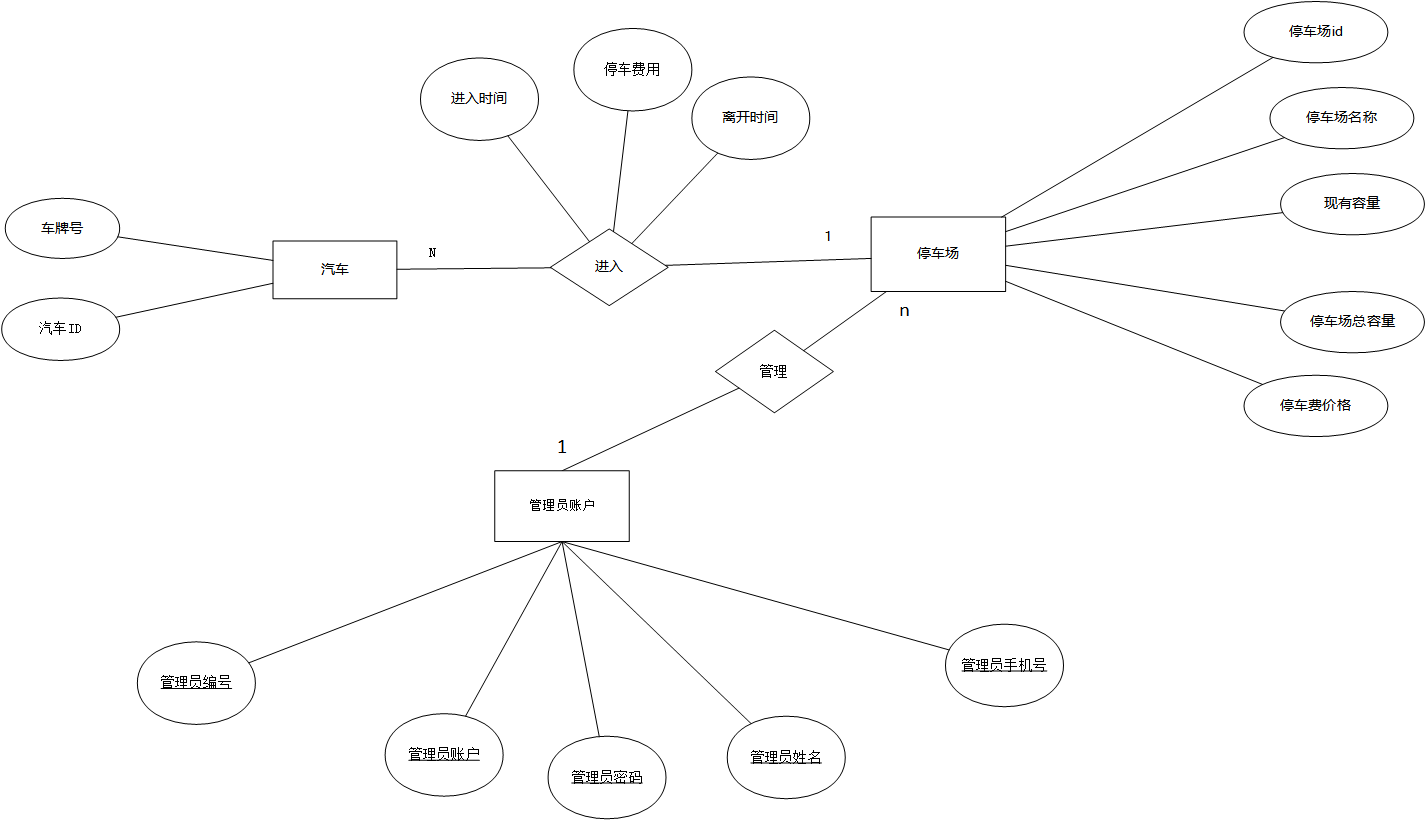 停车场id
停车费用
进入时间
离开时间
停车场名称
现有容量
车牌号
N
1
汽车
进入
停车场
n
汽车ID
停车场总容量
管理
停车费价格
1
管理员账户
管理员编号
管理员手机号
管理员账户
管理员密码
管理员姓名